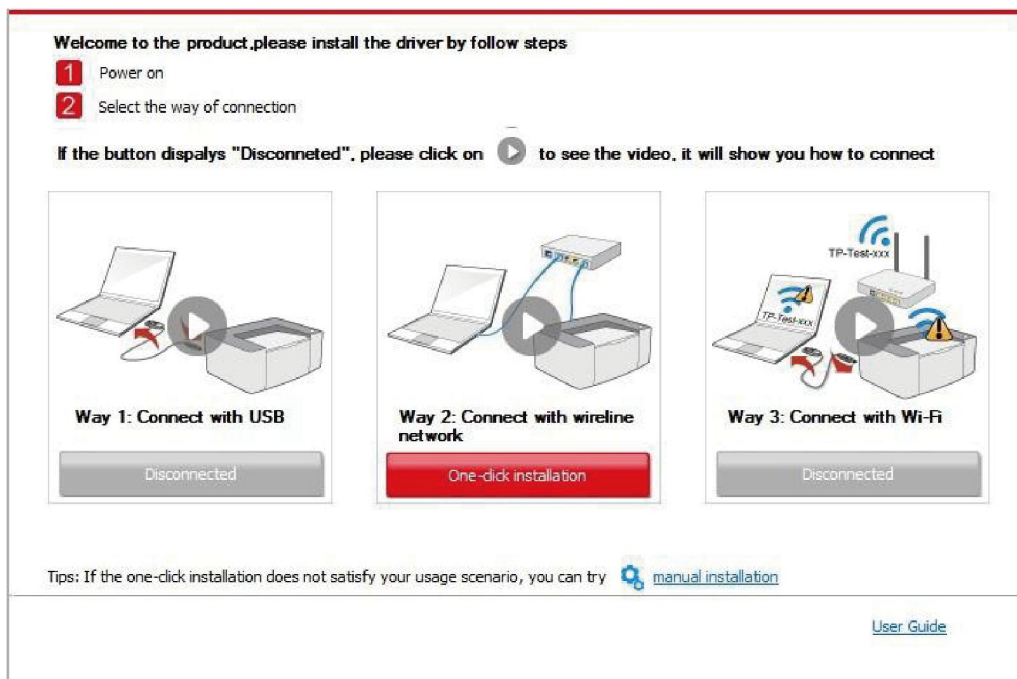 Welcome to the product,please install the driver by follow steps
1 Power on
2 Select the way of connection
If the button dispalys "Disconneted", please click on to see the video, it will show you how to connect
TP-Test-xxx
TP-Test-xxx
Way 1: Connect with USB
Way 2: Connect with wireline
network
Way 3: Connect with Wi-Fi
Disconnected
One-click installation
Disconnected
Tips: If the one-click installation does not satisfy your usage scenario, you can try manual installation
User Guide